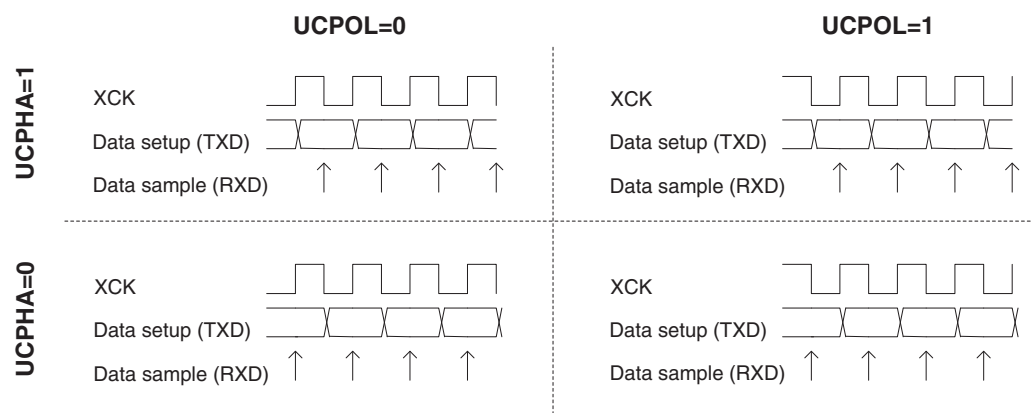 UCPOL=0
UCPOL=1
UCPHA=1
XCK
Data setup (TXD)
Data sample (RXD)
XCK
Data setup (TXD)
Data sample (RXD)
UCPHA=0
XCK
Data setup (TXD)
Data sample (RXD)
XCK
Data setup (TXD)
Data sample (RXD)